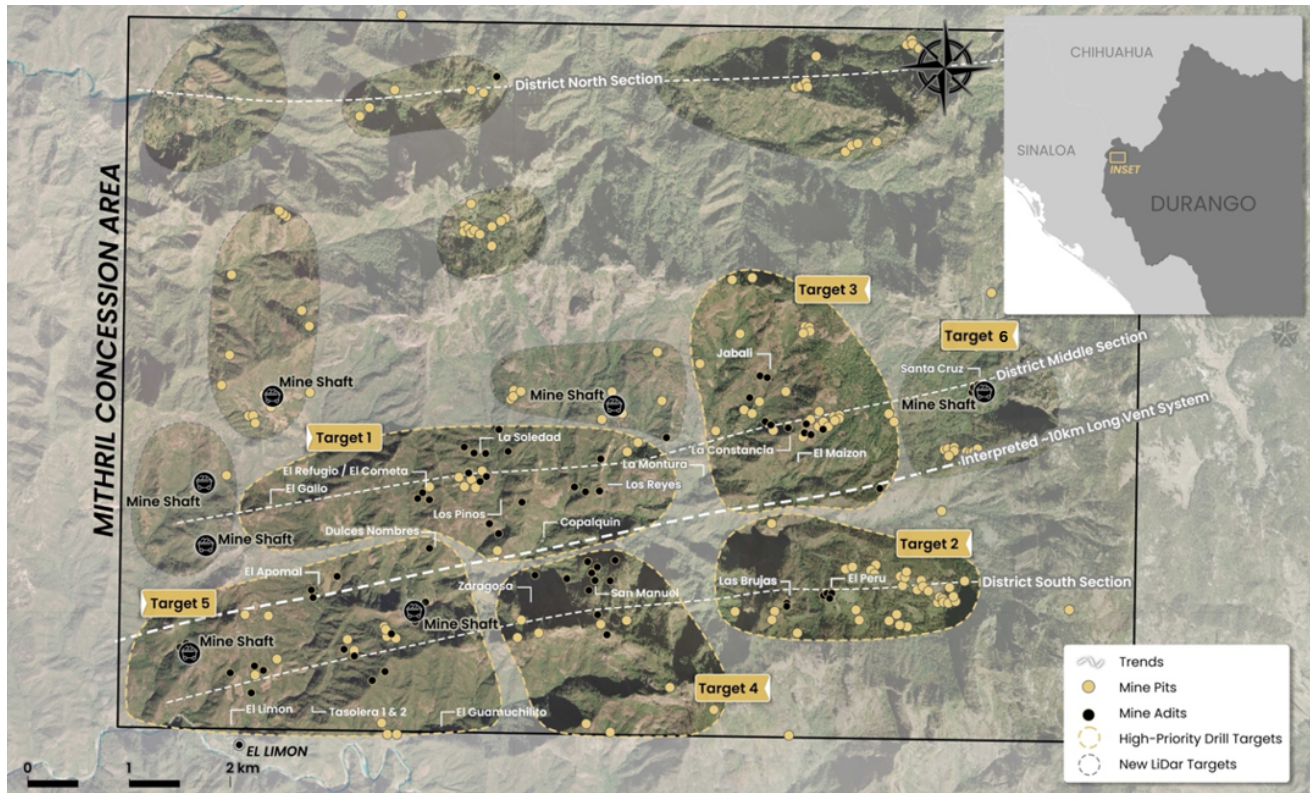 MITHRIL CONCESSION AREA
District North Section
CHIHUAHUA
SINALOA
INSET
DURANGO
Target 3
Target 6
Jabali
Santa Cruz
District Middle Section
Mine Shaft
Mine Shaft
Mine Shaft
Interpreted ~10km Long Vent System
Target 1
La Soledad
El Refugio / El Cometa
El Gallo
La Montura
La Constancia
El Maizon
Los Reyes
Mine Shaft
Los Pinos
Copalquin
Dulces Nombres
Mine Shaft
Target 2
El Apomal
Zaragosa
San Manuel
Las Brujas
El Peru
District South Section
Target 5
Mine Shaft
Mine Shaft
Target 4
El Limon
Tasolera 1 & 2
El Guamuchilito
EL LIMON
0
1
2 km
Trends
Mine Pits
Mine Adits
High-Priority Drill Targets
New LiDar Targets